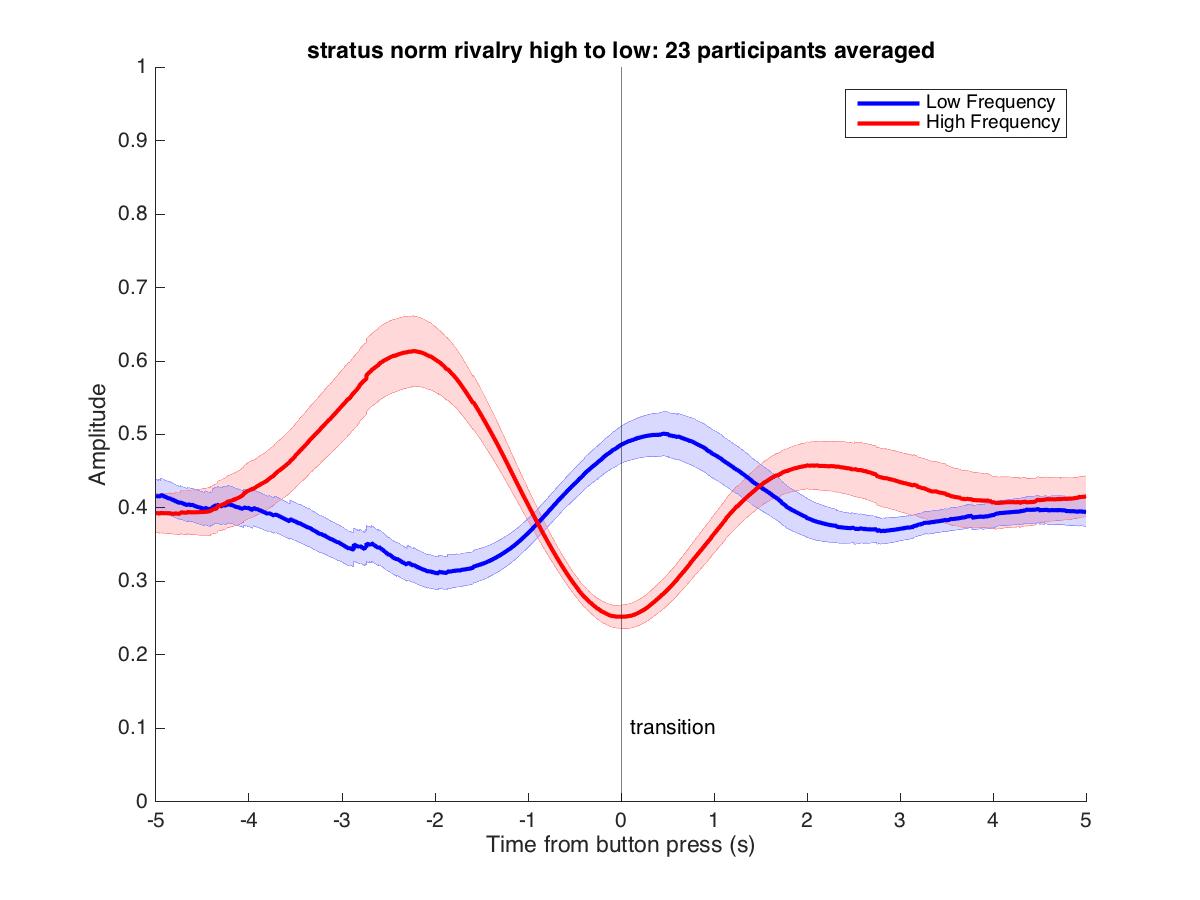 stratus norm rivalry high to low: 23 participants averaged
Low Frequency
High Frequency
Amplitude
1
0.9
0.8
0.7
0.6
0.5
0.4
0.3
0.2
0.1
0
transition
-5 -4 -3 -2 -1 0 1 2 3 4 5
Time from button press (s)